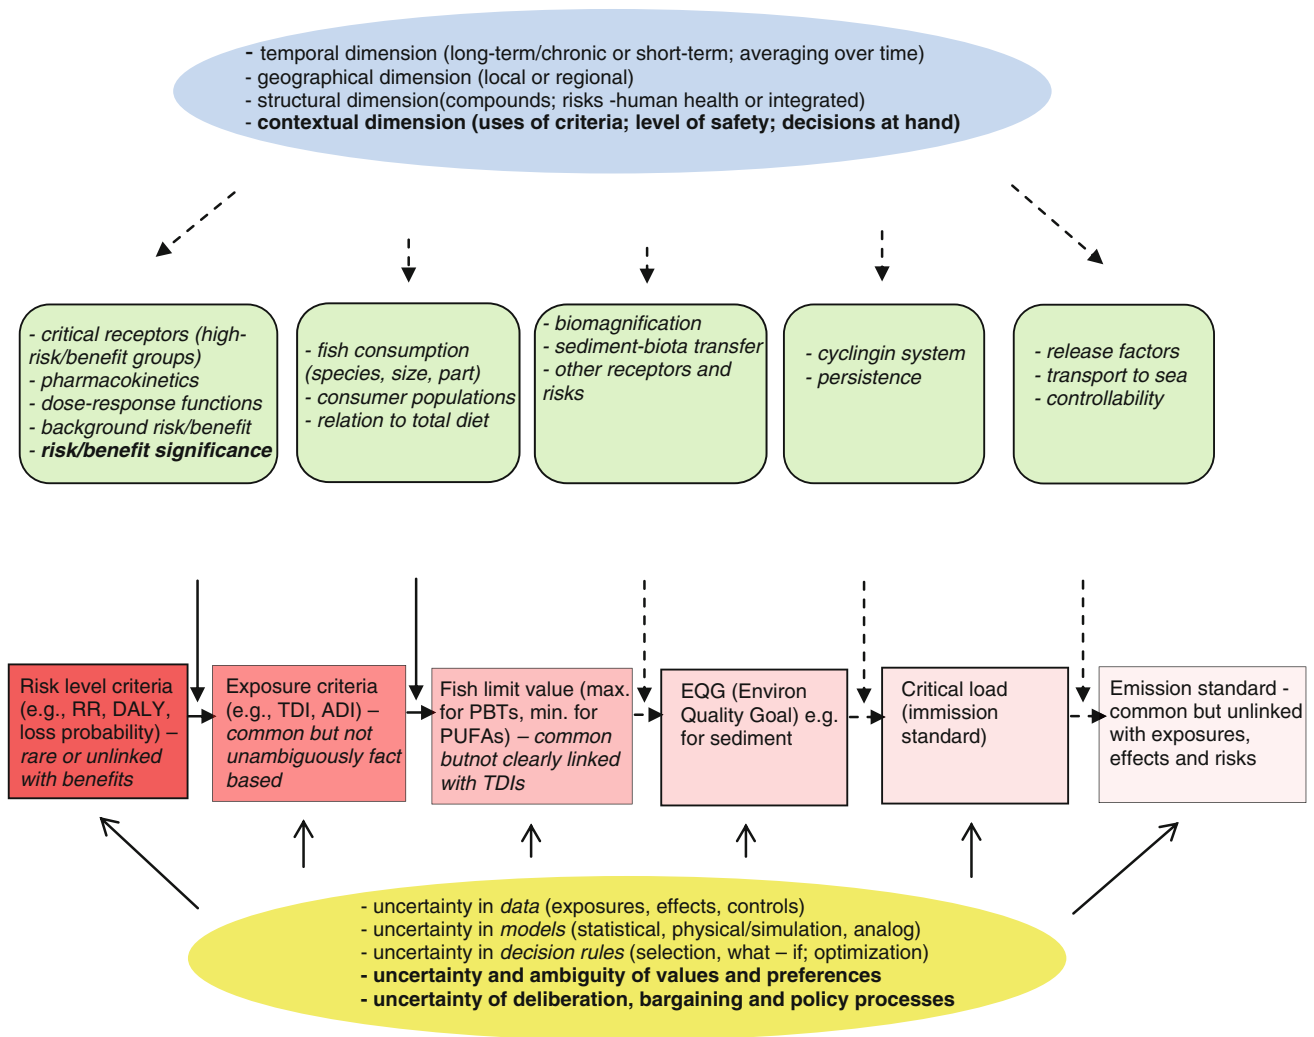 - temporal dimension (long-term/chronic or short-term; averaging over time)
- geographical dimension (local or regional)
- structural dimension(compounds; risks -human health or integrated)
- contextual dimension (uses of criteria; level of safety; decisions at hand)
- critical receptors (high-
risk/benefit groups)
- pharmacokinetics
- dose-response functions
- background risk/benefit
- risk/benefit significance
- fish consumption
(species, size, part)
- consumer populations
- relation to total diet
- biomagnification
- sediment-biota transfer
- other receptors and
risks
- cyclingin system
- persistence
- release factors
- transport to sea
- controllability
Risk level criteria
(e.g., RR, DALY,
loss probability) –
rare or unlinked
with benefits
Exposure criteria
(e.g., TDI, ADI) –
common but not
unambiguously fact
based
Fish limit value (max.
for PBTs, min. for
PUFAs) – common
butnot clearly linked
with TDIs
EQG (Environ
Quality Goal) e.g.
for sediment
Critical load
(immission
standard)
Emission standard -
common but unlinked
with exposures,
effects and risks
- uncertainty in data (exposures, effects, controls)
- uncertainty in models (statistical, physical/simulation, analog)
- uncertainty in decision rules (selection, what – if; optimization)
- uncertainty and ambiguity of values and preferences
- uncertainty of deliberation, bargaining and policy processes